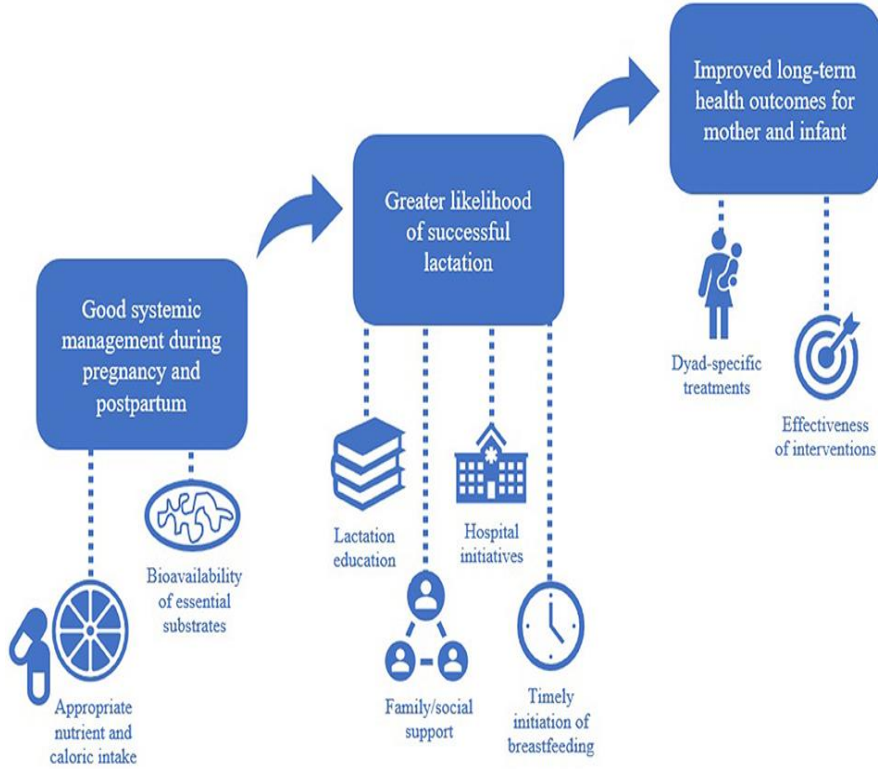 Good systemic
management during
pregnancy and
postpartum
Appropriate
nutrient and
caloric intake
Bioavailability
of essential
substrates
Greater likelihood
of successful
lactation
Lactation
education
Family/social
support
Hospital
initiatives
Timely
initiation of
breastfeeding
Improved long-term
health outcomes for
mother and infant
Dyad-specific
treatments
Effectiveness
of interventions